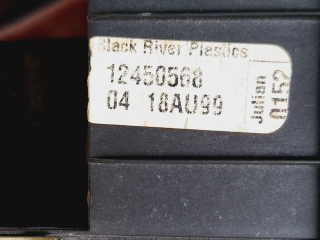 Black River Plastics
12450568
04 18AU99
Julian
0152